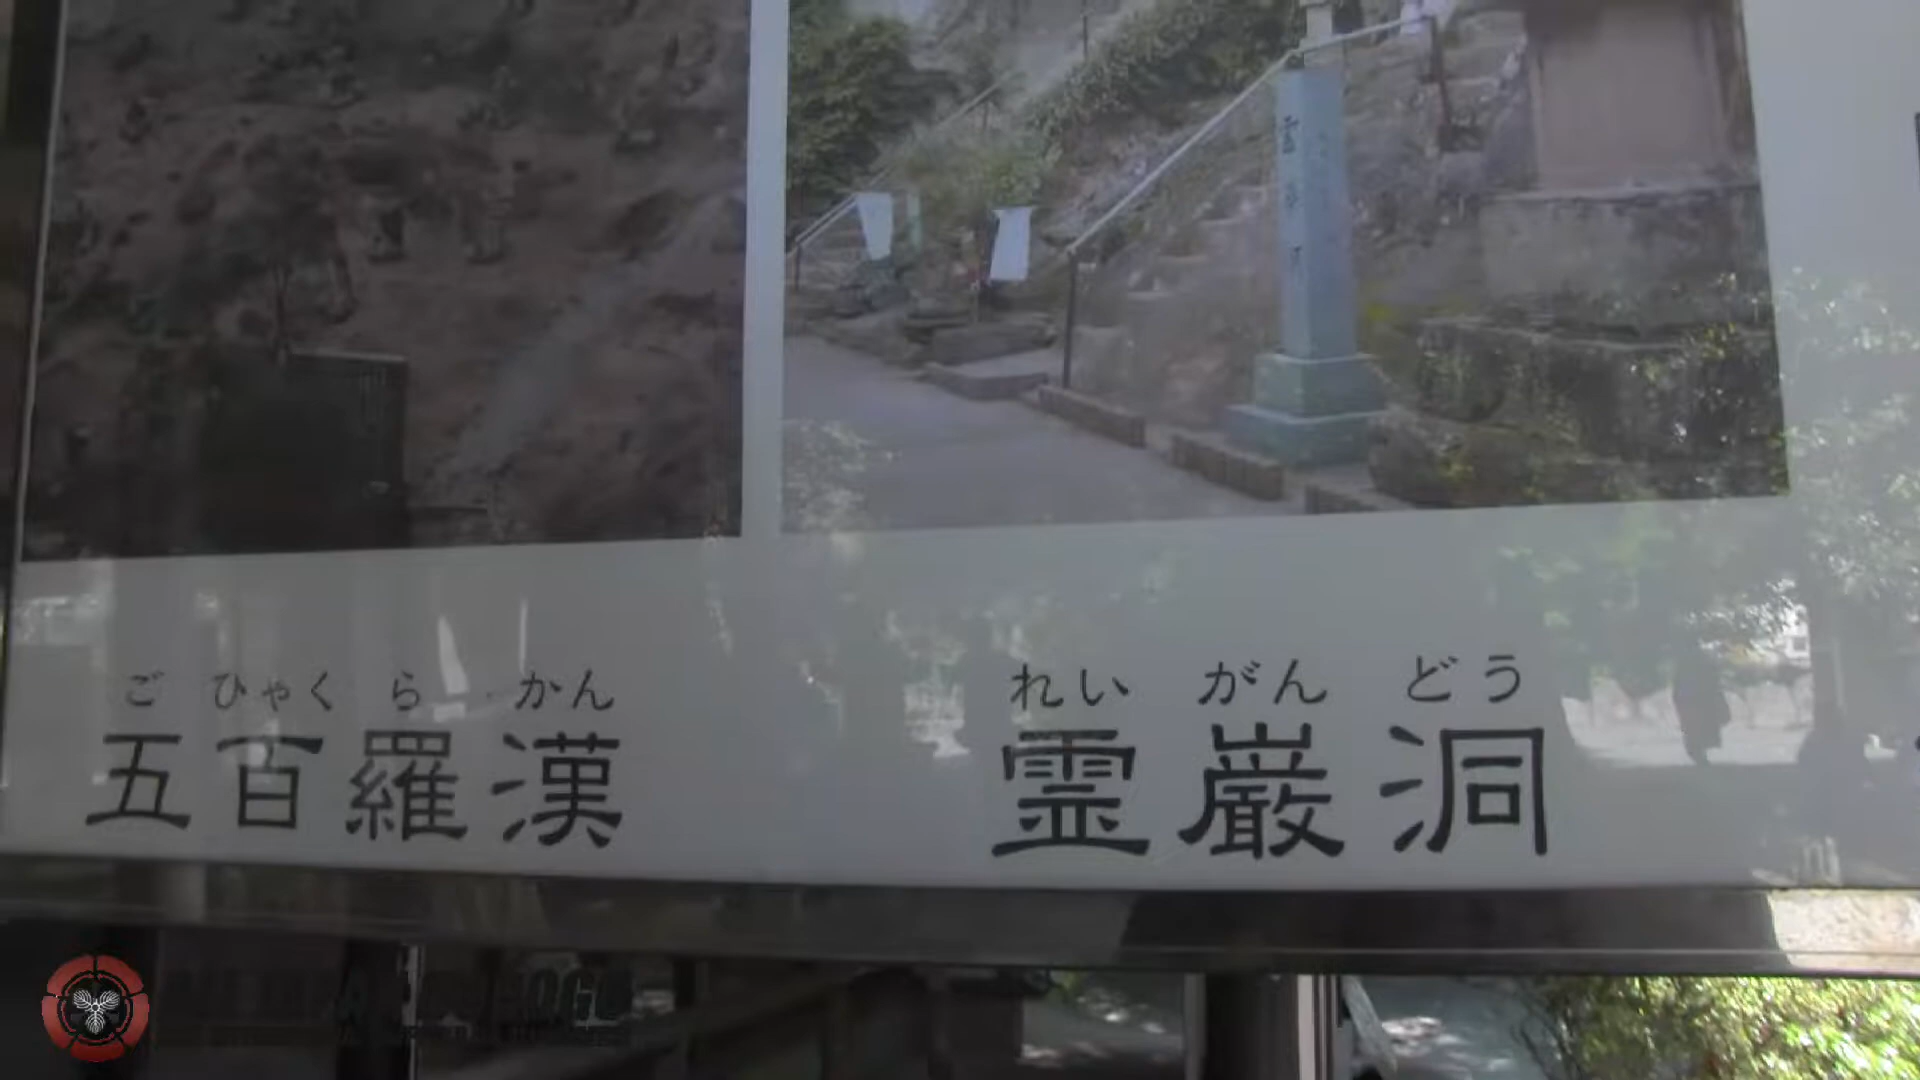 ご ひゃく ら かん
五百羅漢
れい がん どう
霊巌洞